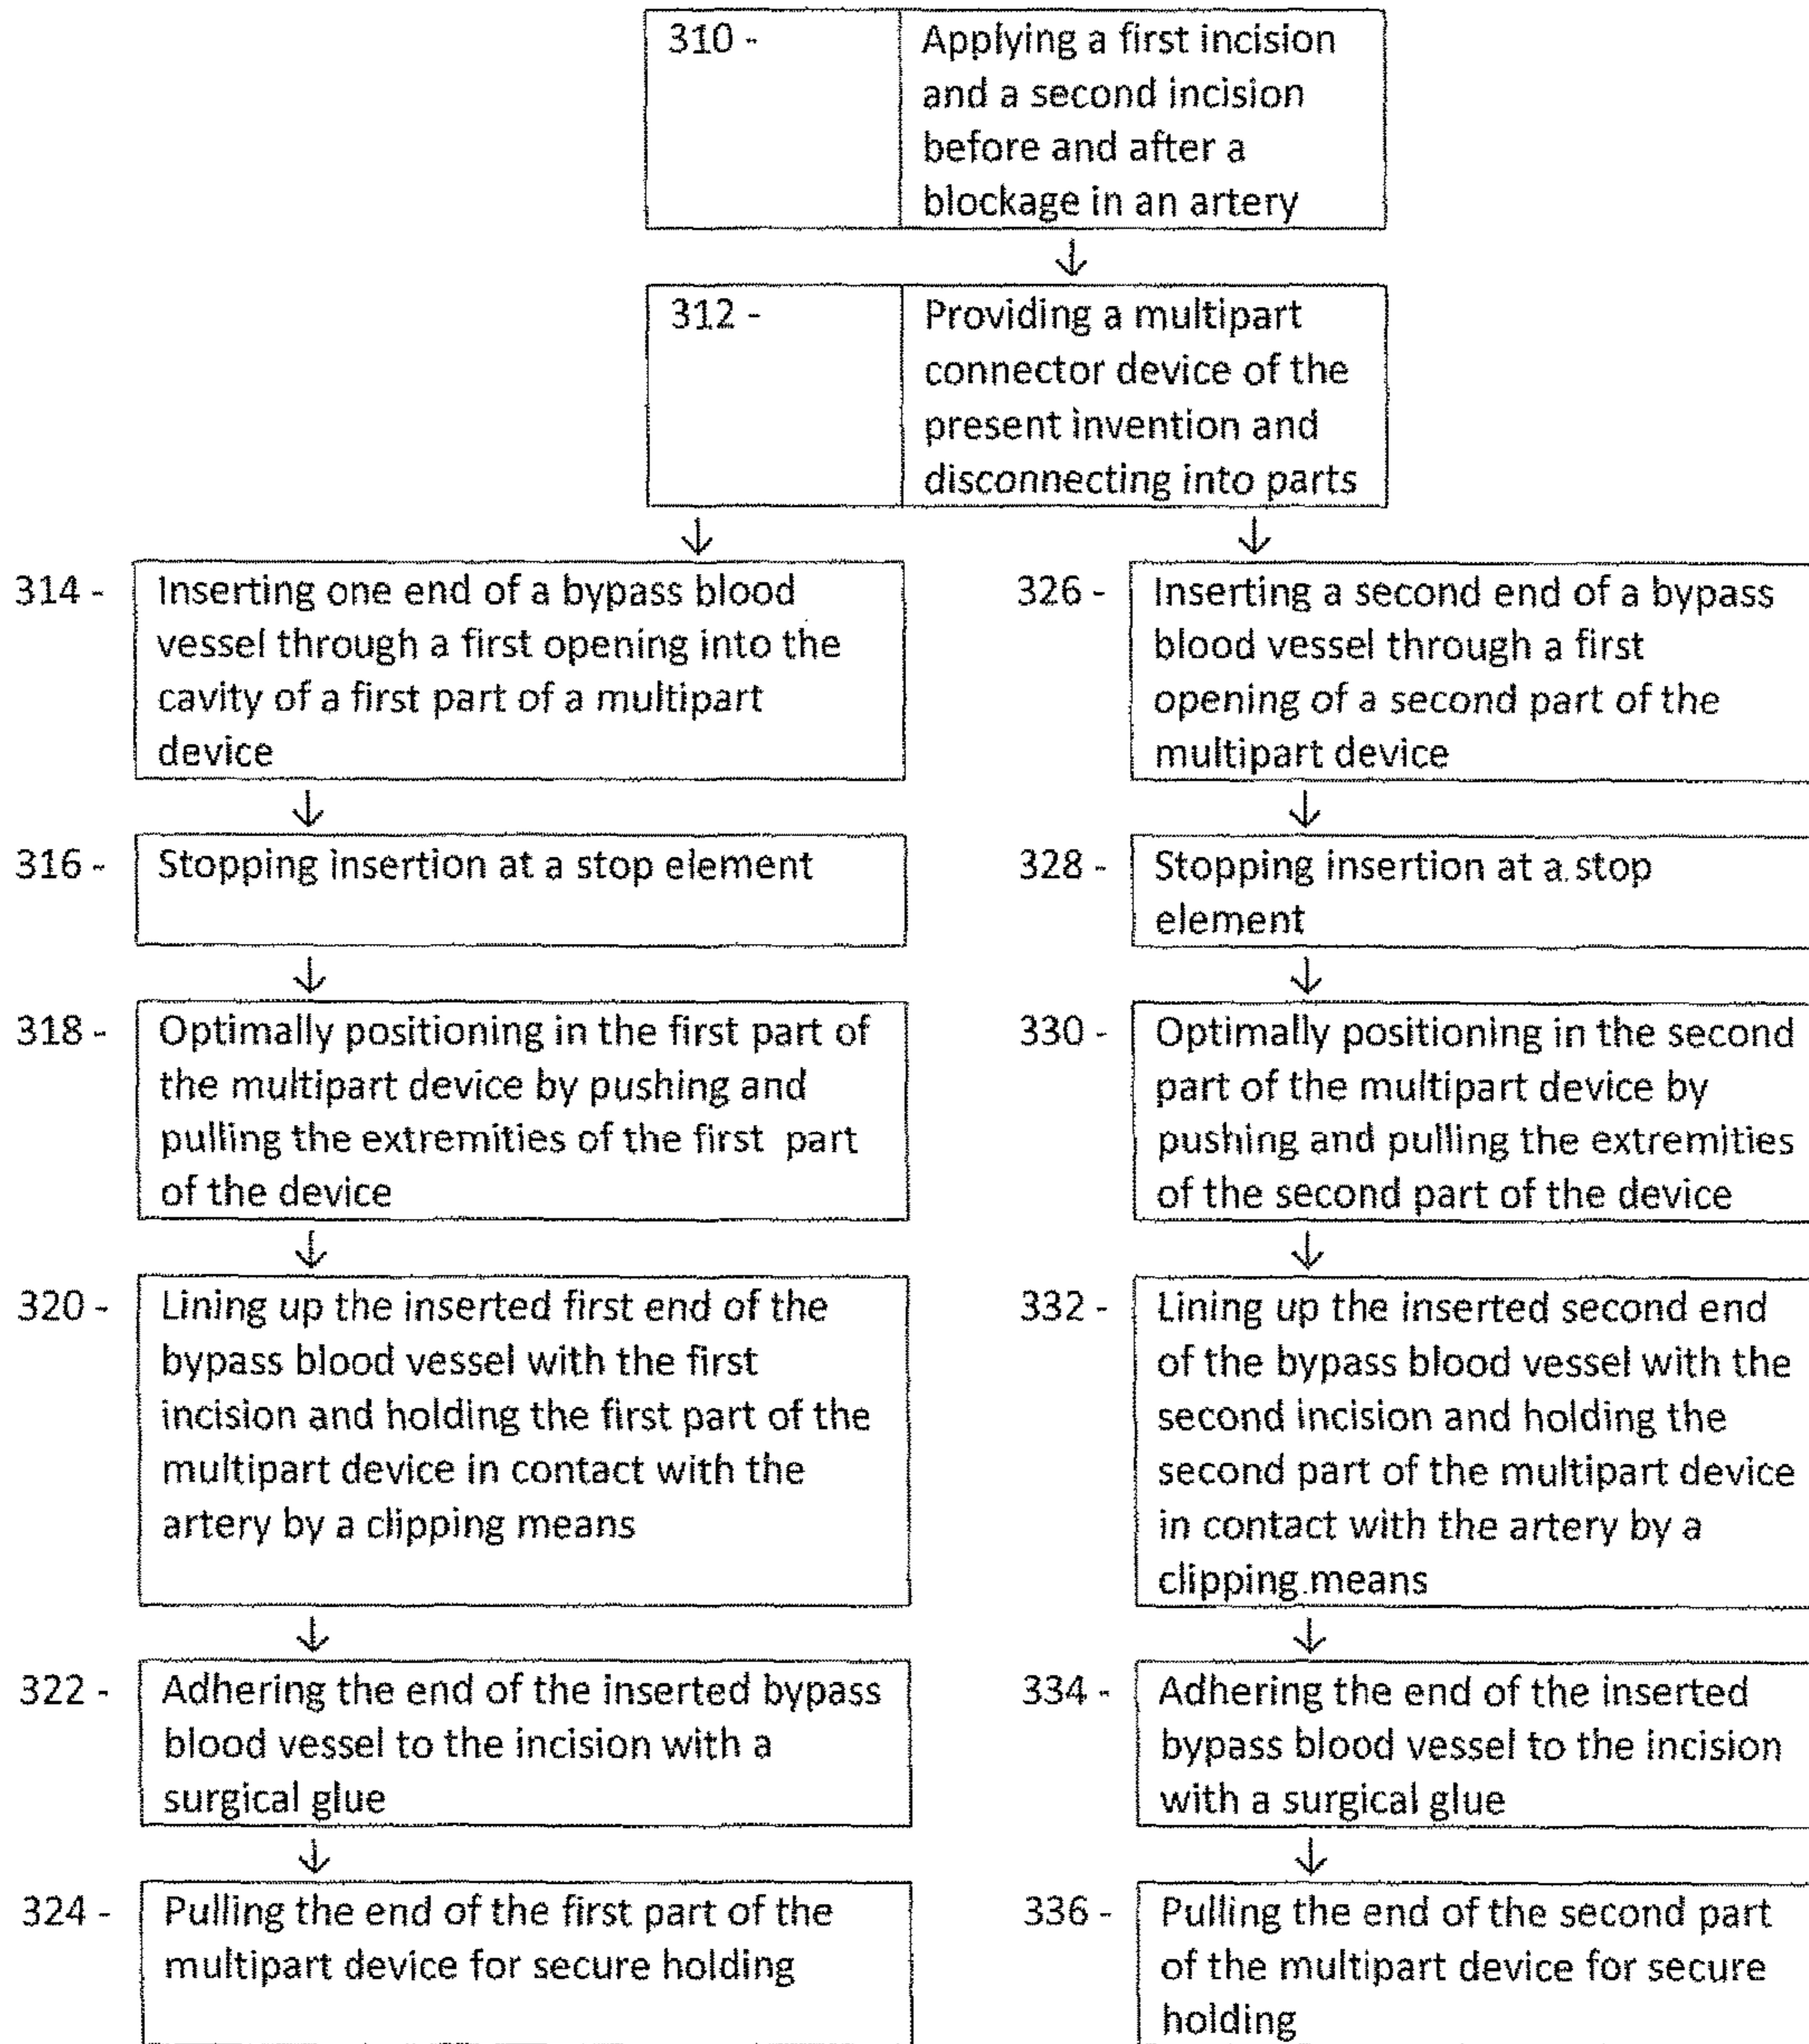 310 -
Applying a first incision
and a second incision
before and after a
blockage in an artery
312 -
Providing a multipart
connector device of the
present invention and
disconnecting into parts
314 -
Inserting one end of a bypass blood
vessel through a first opening into the
cavity of a first part of a multipart
device
316 -
Stopping insertion at a stop element
318 -
Optimally positioning in the first part of
the multipart device by pushing and
pulling the extremities of the first part
of the device
320 -
Lining up the inserted first end of the
bypass blood vessel with the first
incision and holding the first part of the
multipart device in contact with the
artery by a clipping means
322 -
Adhering the end of the inserted bypass
blood vessel to the incision with a
surgical glue
324 -
Pulling the end of the first part of the
multipart device for secure holding
326 -
Inserting a second end of a bypass
blood vessel through a first
opening of a second part of the
multipart device
328 -
Stopping insertion at a stop
element
330 -
Optimally positioning in the second
part of the multipart device by
pushing and pulling the extremities
of the second part of the device
332 -
Lining up the inserted second end
of the bypass blood vessel with the
second incision and holding the
second part of the multipart device
in contact with the artery by a
clipping means
334 -
Adhering the end of the inserted
bypass blood vessel to the incision
with a surgical glue
336 -
Pulling the end of the second part
of the multipart device for secure
holding